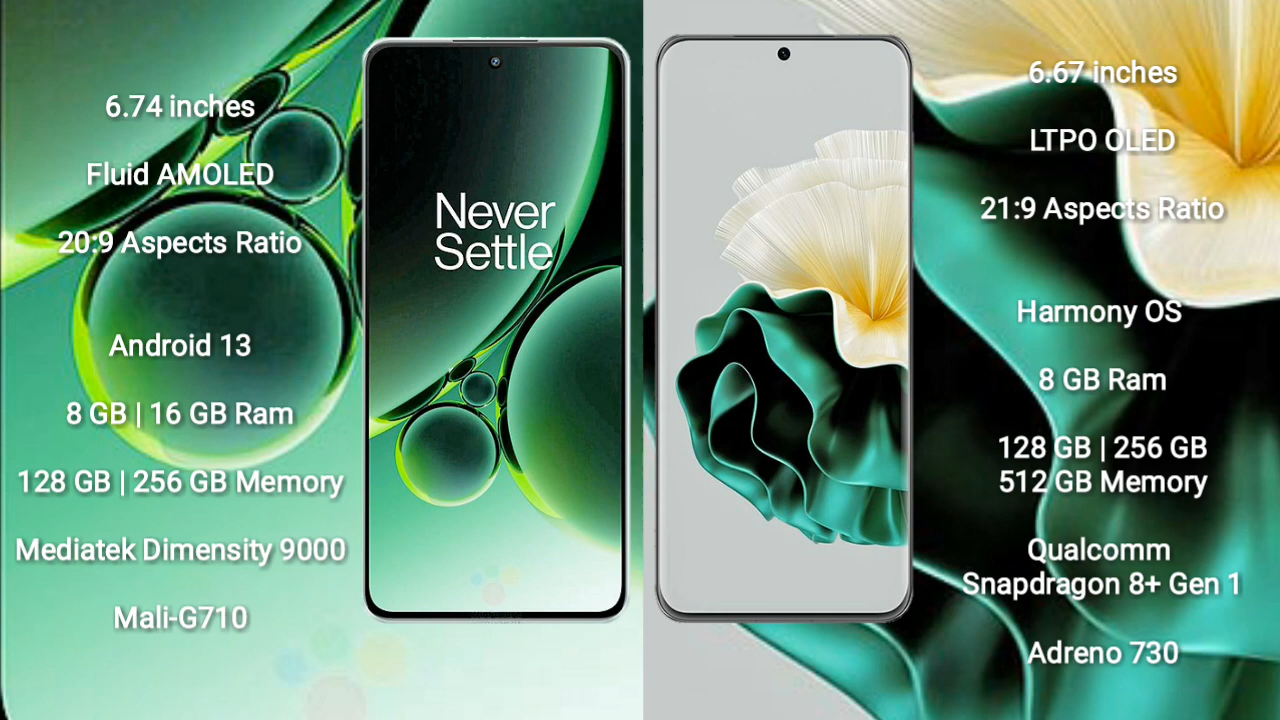 6.74 inches
Fluid AMOLED
20:9 Aspects Ratio
Android 13
8 GB | 16 GB Ram
128 GB | 256 GB Memory
Mediatek Dimensity 9000
Mali-G710
Never
Settle
6.67 inches
LTPO OLED
21:9 Aspects Ratio
Harmony OS
8 GB Ram
128 GB | 256 GB
512 GB Memory
Qualcomm
Snapdragon 8+ Gen 1
Adreno 730